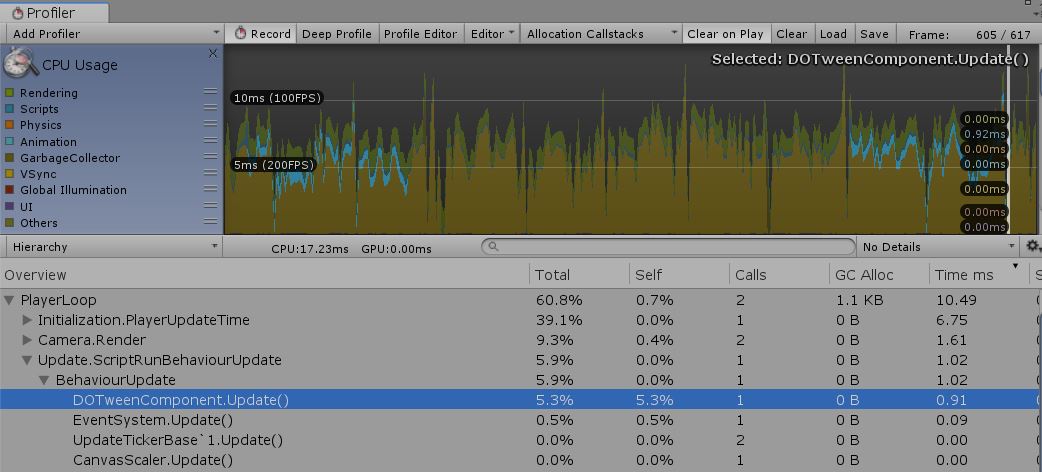 Profiler
Add Profiler Record Deep Profile Profile Editor Editor Allocation Callstacks Clear on Play Clear Load Save Frame: 605 / 617
CPU Usage Selected: DOTweenComponent.Update()
Rendering 10ms (100FPS)
Scripts 0.00ms
Physics 0.92ms
Animation 0.00ms
GarbageCollector 5ms (200FPS) 0.00ms
VSync
Global Illumination 0.00ms
UI 0.00ms
Others 0.00ms
Hierarchy CPU:17.23ms GPU:0.00ms No Details
Overview Total Self Calls GC Alloc Time ms S
PlayerLoop 60.8% 0.7% 2 1.1 KB 10.49
Initialization.PlayerUpdateTime 39.1% 0.0% 1 0 B 6.75
Camera.Render 9.3% 0.4% 2 0 B 1.61
Update.ScriptRunBehaviourUpdate 5.9% 0.0% 1 0 B 1.02
BehaviourUpdate 5.9% 0.0% 1 0 B 1.02
DOTweenComponent.Update() 5.3% 5.3% 1 0 B 0.91
EventSystem.Update() 0.5% 0.5% 1 0 B 0.09
UpdateTickerBase`1.Update() 0.0% 0.0% 2 0 B 0.00
CanvasScaler.Update() 0.0% 0.0% 1 0 B 0.00